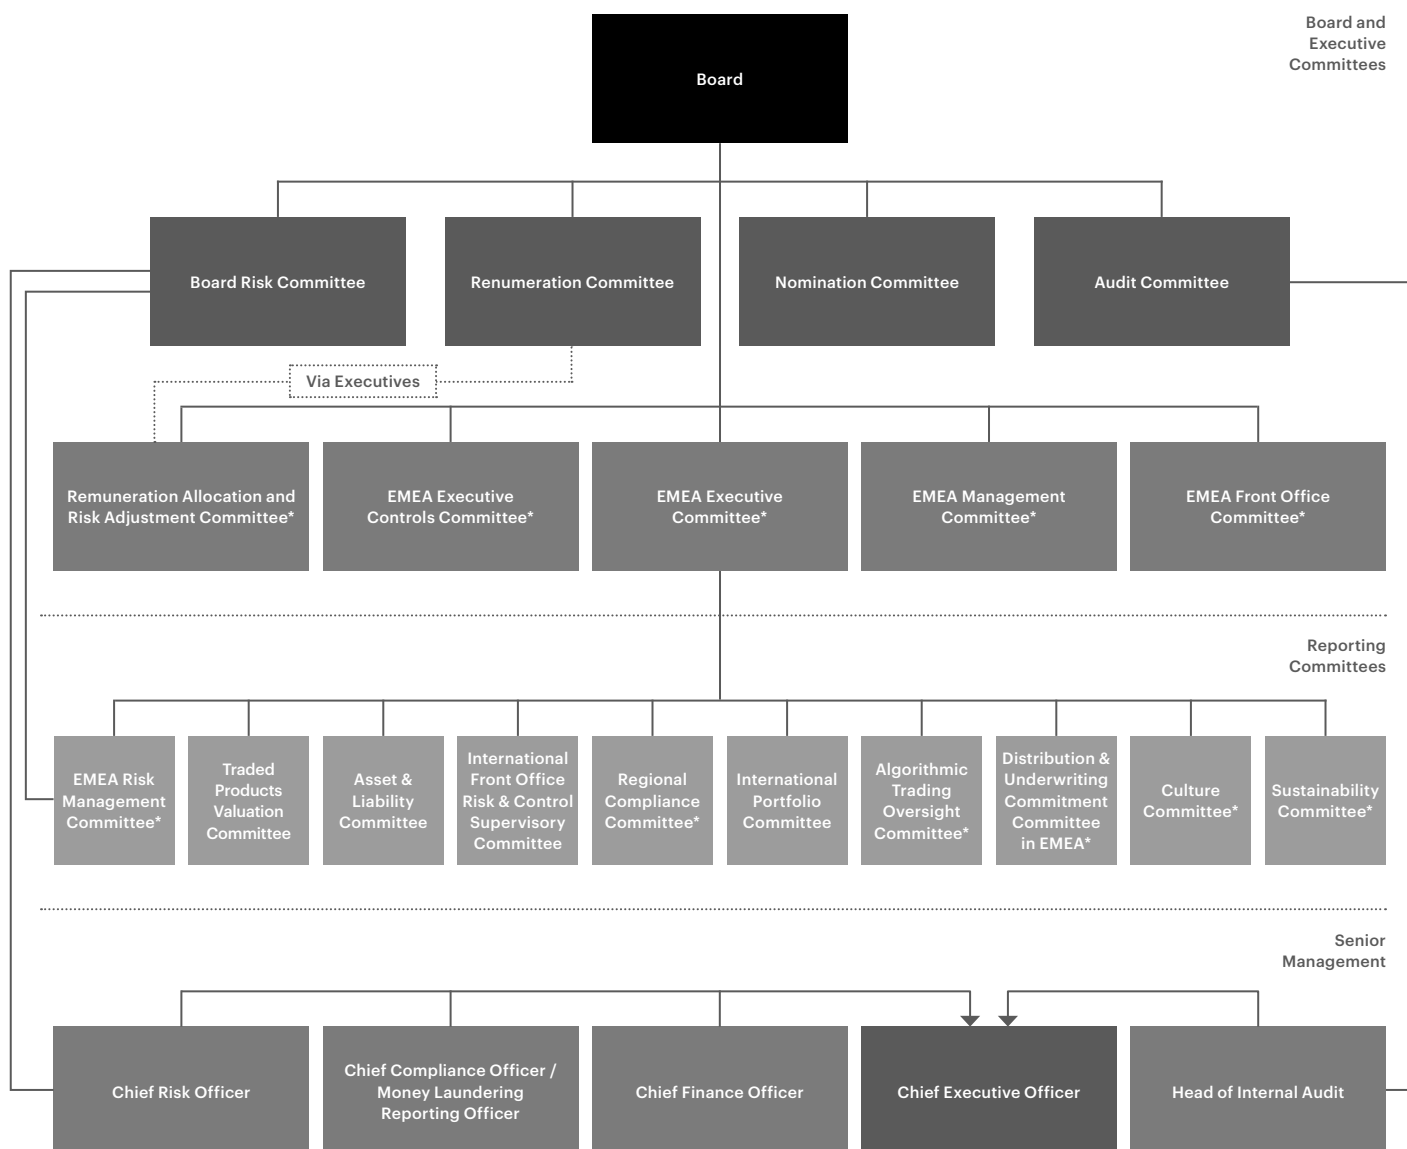 Board and
Executive
Committees
Board
Board Risk Committee
Renumeration Committee
Nomination Committee
Audit Committee
Via Executives
Remuneration Allocation and
Risk Adjustment Committee*
EMEA Executive
Controls Committee*
EMEA Executive
Committee*
EMEA Management
Committee*
EMEA Front Office
Committee*
Reporting
Committees
EMEA Risk
Management
Committee*
Traded
Products
Valuation
Committee
Asset &
Liability
Committee
International
Front Office
Risk & Control
Supervisory
Committee
Regional
Compliance
Committee*
International
Portfolio
Committee
Algorithmic
Trading
Oversight
Committee*
Distribution &
Underwriting
Commitment
Committee
in EMEA*
Culture
Committee*
Sustainability
Committee*
Senior
Management
Chief Risk Officer
Chief Compliance Officer /
Money Laundering
Reporting Officer
Chief Finance Officer
Chief Executive Officer
Head of Internal Audit